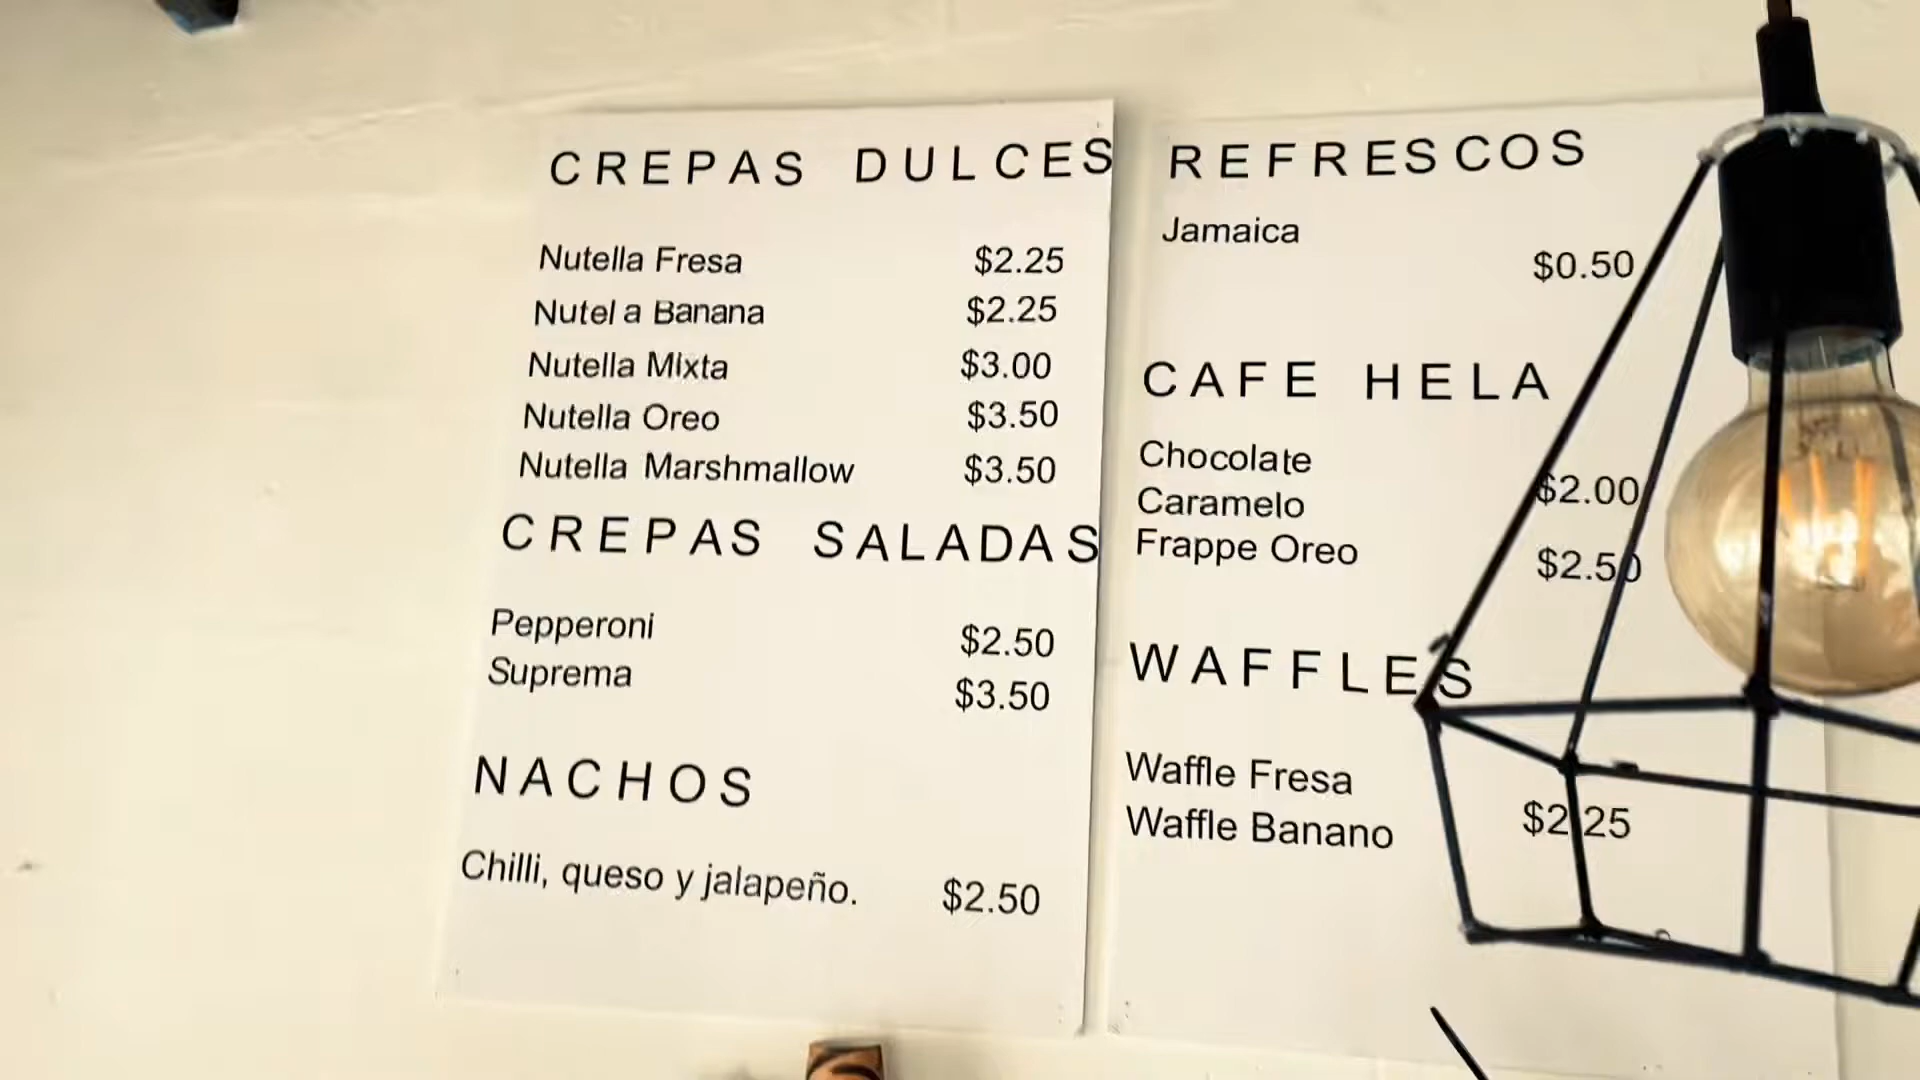 CREPAS DULCES
Nutella Fresa $2.25
Nutel a Banana $2.25
Nutella Mixta $3.00
Nutella Oreo $3.50
Nutella Marshmallow $3.50
CREPAS SALADAS
Pepperoni $2.50
Suprema $3.50
NACHOS
Chilli, queso y jalapeño. $2.50
REFRESCOS
Jamaica
$0.50
CAFE HELA
Chocolate
$2.00
Caramelo
Frappe Oreo
$2.50
WAFFLES
Waffle Fresa
$2.25
Waffle Banano